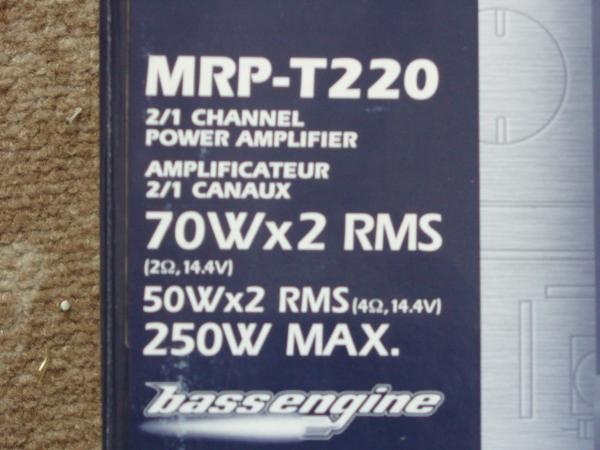 MRP-T220
2/1 CHANNEL
POWER AMPLIFIER
AMPLIFICATEUR
2/1 CANAUX
70Wx2 RMS
(2Ω, 14.4V)
50Wx2 RMS (4Ω, 14.4V)
250W MAX.
bassengine